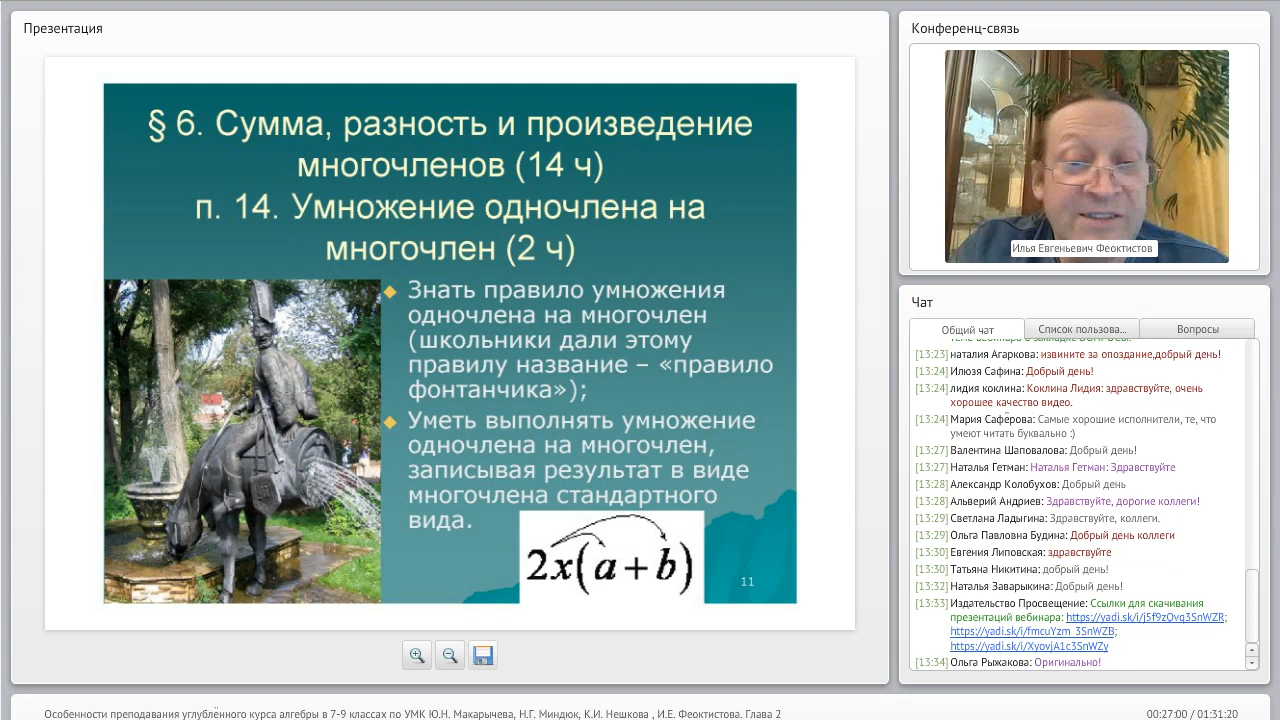 Презентация
§ 6. Сумма, разность и произведение
многочленов (14 ч)
п. 14. Умножение одночлена на
многочлен (2 ч)
Знать правило умножения
одночлена на многочлен
(школьники дали этому
правилу название – «правило
фонтанчика»);
Уметь выполнять умножение
одночлена на многочлен,
записывая результат в виде
многочлена стандартного
вида.
2x(a+b)
11
Конференц-связь
Илья Евгеньевич Феоктистов
Чат
Общий чат
Список пользова...
Вопросы
[13:23] наталия Агаркова: извините за опоздание,добрый день!
[13:24] Илюзя Сафина: Добрый день!
[13:24] лидия коклина: Коклина Лидия: здравствуйте, очень
хорошее качество видео.
[13:24] Мария Сафёрова: Самые хорошие исполнители, те, что
умеют читать буквально :)
[13:27] Валентина Шаповалова: Добрый день!
[13:27] Наталья Гетман: Наталья Гетман: Здравствуйте
[13:28] Александр Колобухов: Добрый день
[13:28] Альверий Андриев: Здравствуйте, дорогие коллеги!
[13:29] Светлана Ладыгина: Здравствуйте, коллеги.
[13:29] Ольга Павловна Будина: Добрый день коллеги
[13:30] Евгения Липовская: здравствуйте
[13:30] Татьяна Никитина: добрый день!
[13:32] Наталья Заварыкина: Добрый день!
[13:33] Издательство Просвещение: Ссылки для скачивания
презентаций вебинара: https://yadi.sk/i/j5f9zOvq3SnWZR;
https://yadi.sk/i/fmcuYzm_3SnWZB;
https://yadi.sk/i/XyovjA1c3SnWZy
[13:34] Ольга Рыжакова: Оригинально!
Особенности преподавания углублённого курса алгебры в 7-9 классах по УМК Ю.Н. Макарычева, Н.Г. Миндюк, К.И. Нешкова , И.Е. Феоктистова. Глава 2
00:27:00 / 01:31:20